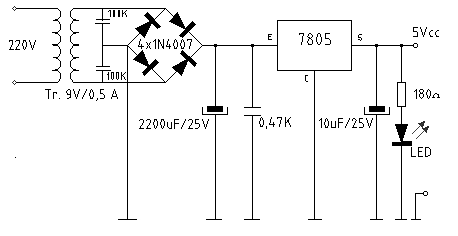 100K
220V
4x1N4007
100K
Tr. 9V/0,5 A
2200uF/25V
0,47K
E
7805
S
C
5Vcc
10uF/25V
180Ω
LED